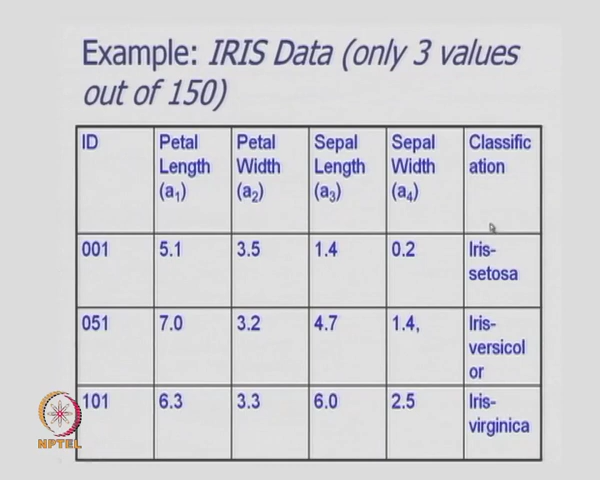 Example: IRIS Data (only 3 values
out of 150)
ID
Petal
Length
(a1)
Petal
Width
(a2)
Sepal
Length
(a3)
Sepal
Width
(a4)
Classific
ation
001
5.1
3.5
1.4
0.2
Iris-
setosa
051
7.0
3.2
4.7
1.4,
Iris-
versicol
or
101
6.3
3.3
6.0
2.5
Iris-
virginica
NPTEL